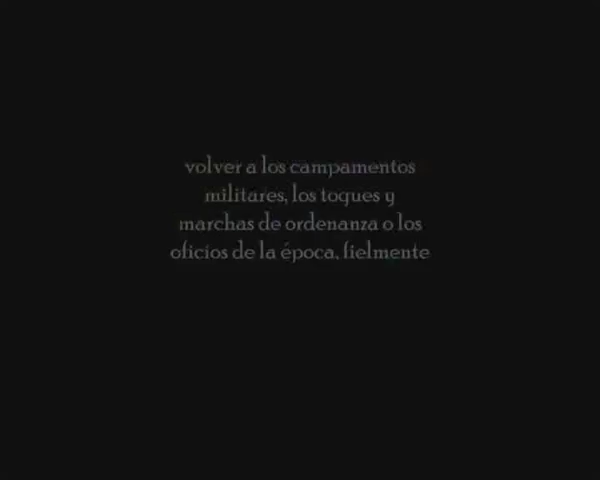 volver a los campamentos
militares, los toques y
marchas de ordenanza o los
oficios de la época, fielmente